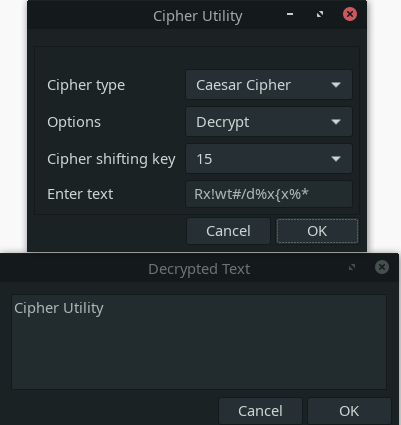 Cipher Utility
Cipher type Caesar Cipher
Options Decrypt
Cipher shifting key 15
Enter text Rx!wt#/d%x{x%*
Cancel OK
Decrypted Text
Cipher Utility
Cancel OK